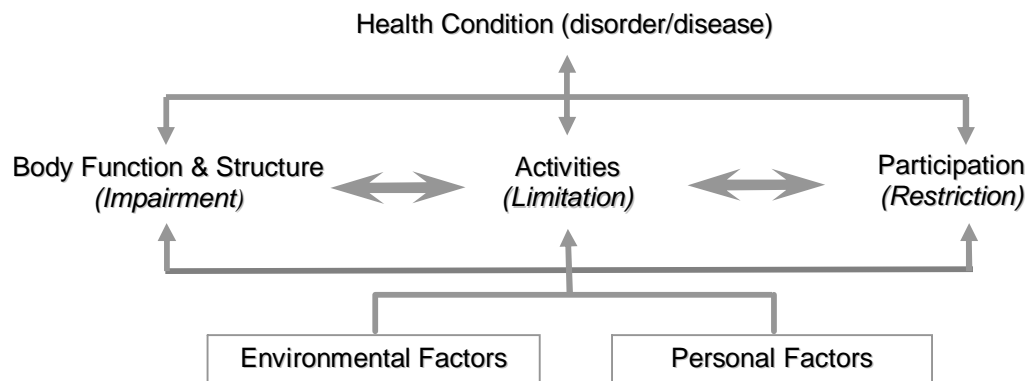 Health Condition (disorder/disease)
Body Function & Structure
(Impairment)
Activities
(Limitation)
Participation
(Restriction)
Environmental Factors
Personal Factors